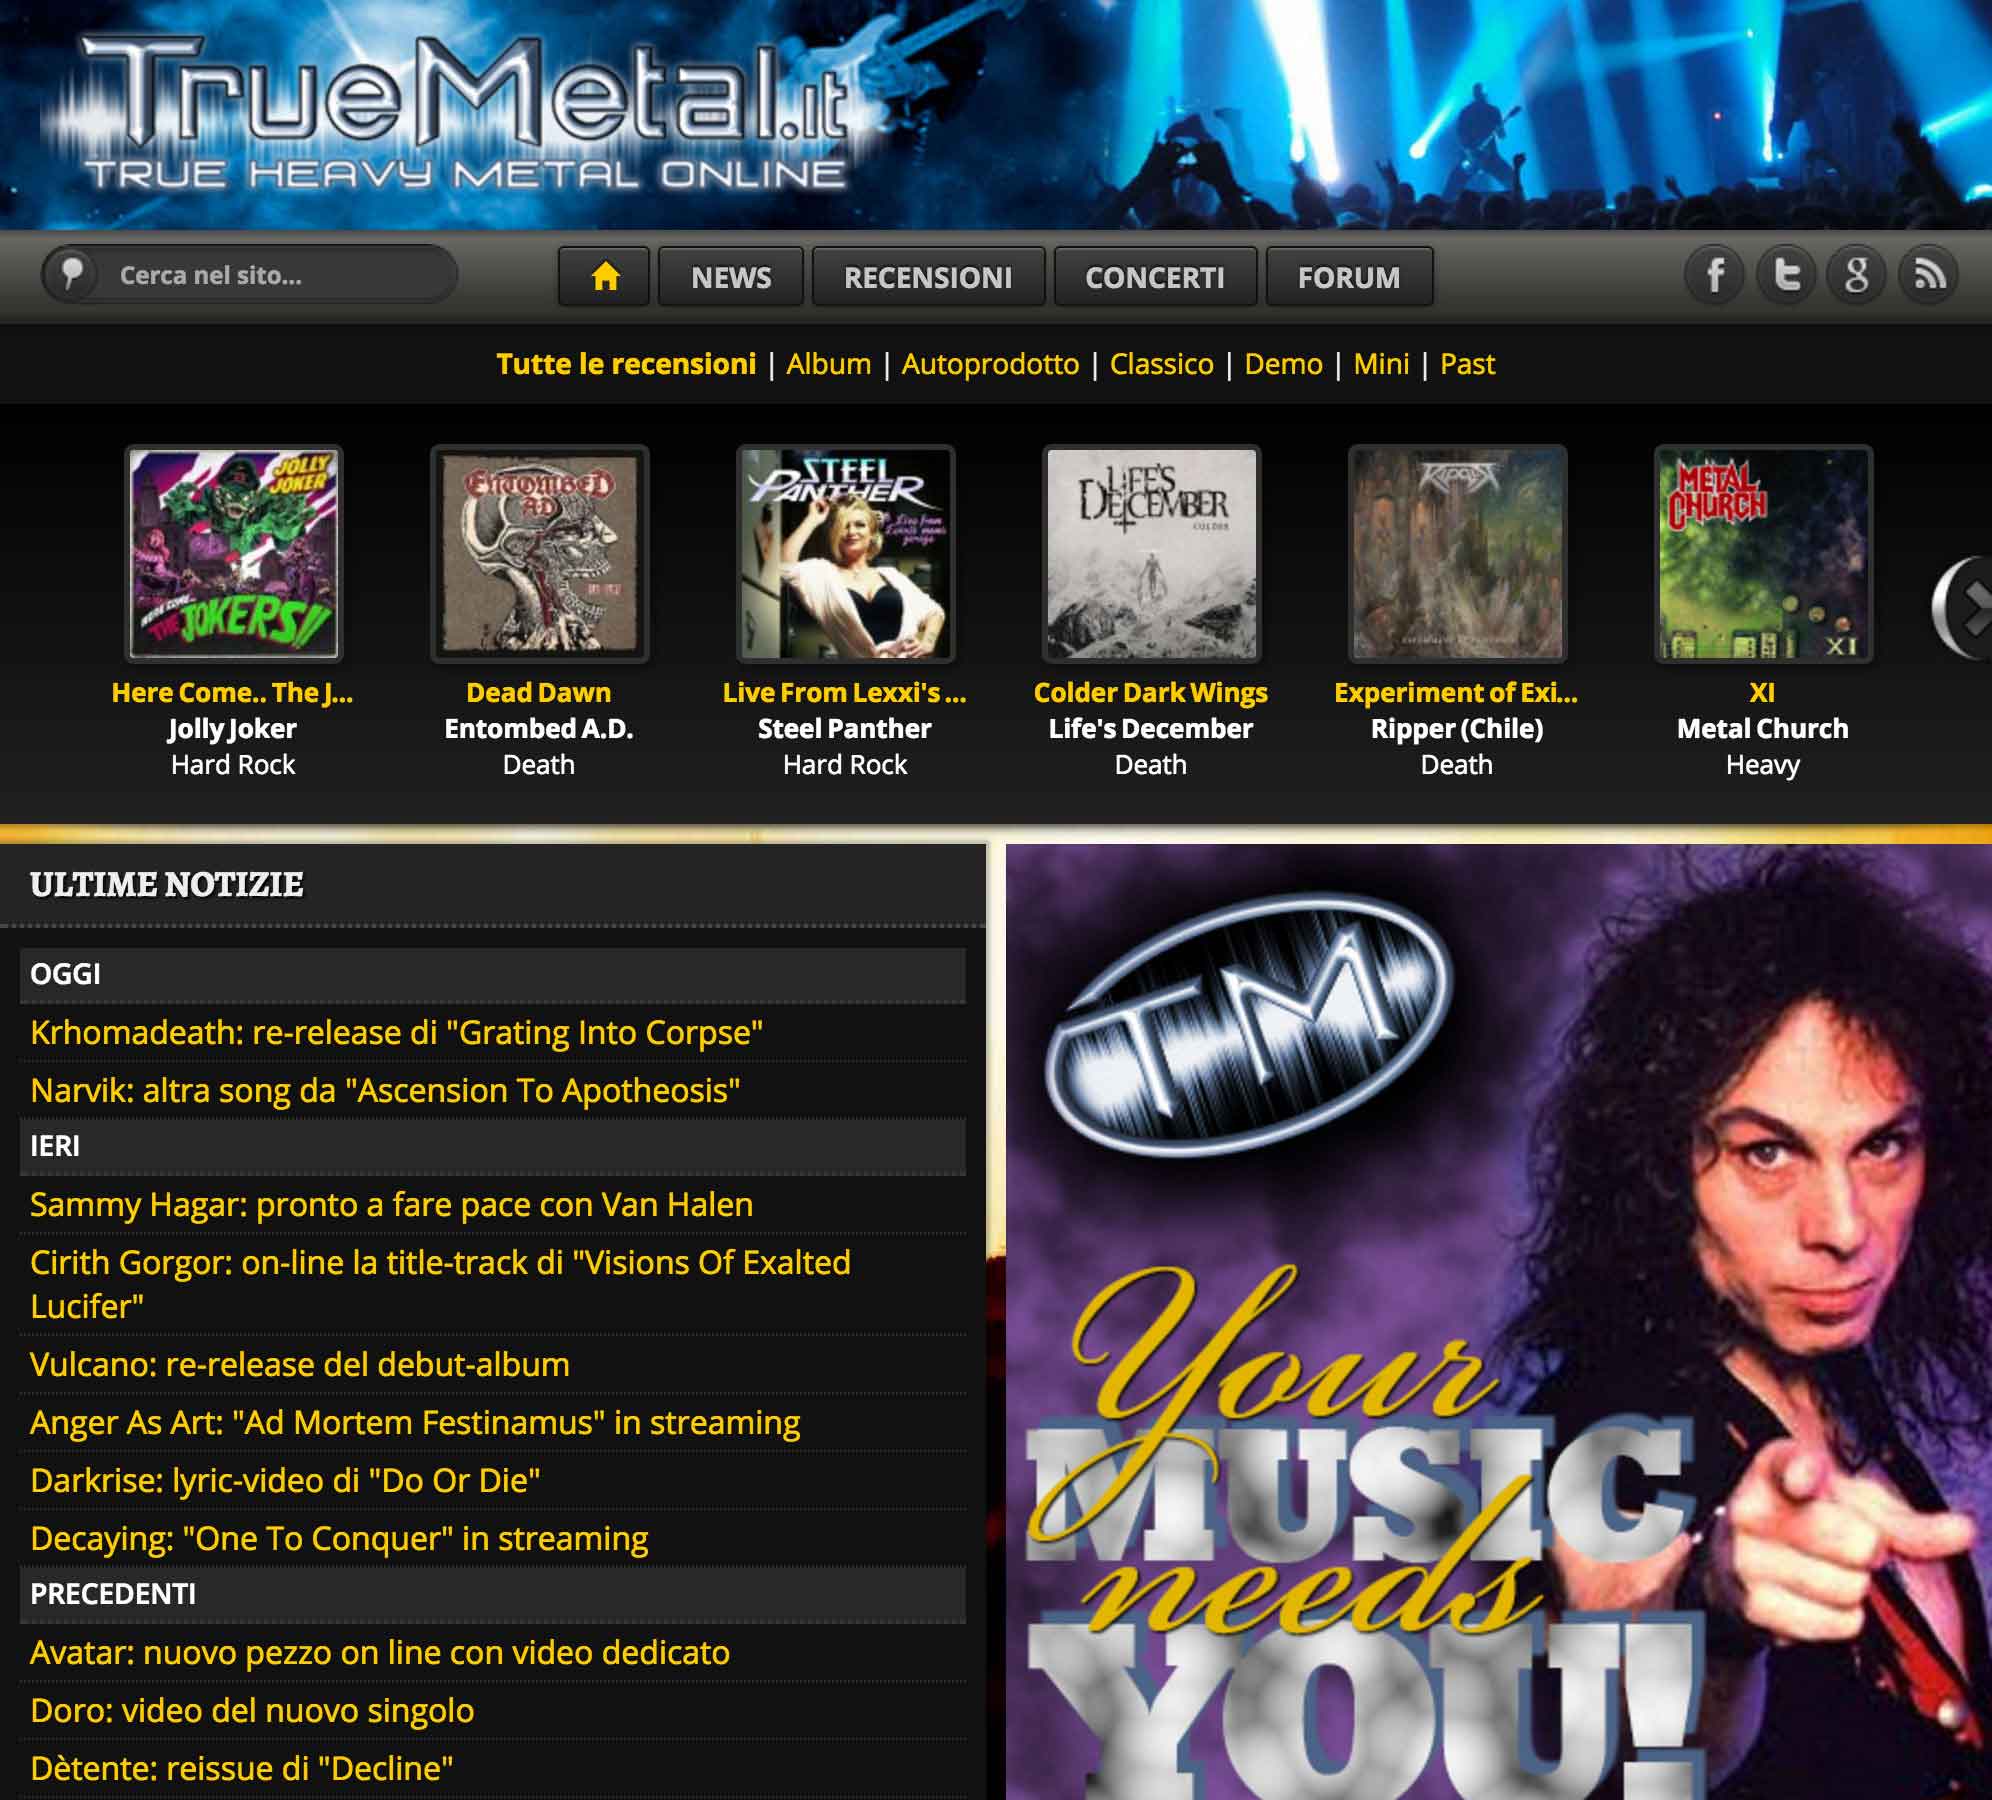 TrueMetal.it
TRUE HEAVY METAL ONLINE
Cerca nel sito...
NEWS
RECENSIONI
CONCERTI
FORUM
Tutte le recensioni | Album | Autoprodotto | Classico | Demo | Mini | Past
JOLLY
JOKER
THE JOKERS!!
ENTOMBED
A.D.
STEEL
PANTHER
Live from
Lexxi's mom's
garage
LIFE'S
DECEMBER
COLDER
RIPPER
METAL
CHURCH
XI
Here Come.. The J...
Jolly Joker
Hard Rock
Dead Dawn
Entombed A.D.
Death
Live From Lexxi's ...
Steel Panther
Hard Rock
Colder Dark Wings
Life's December
Death
Experiment of Exi...
Ripper (Chile)
Death
XI
Metal Church
Heavy
ULTIME NOTIZIE
OGGI
Krhomadeath: re-release di "Grating Into Corpse"
Narvik: altra song da "Ascension To Apotheosis"
IERI
Sammy Hagar: pronto a fare pace con Van Halen
Cirith Gorgor: on-line la title-track di "Visions Of Exalted
Lucifer"
Vulcano: re-release del debut-album
Anger As Art: "Ad Mortem Festinamus" in streaming
Darkrise: lyric-video di "Do Or Die"
Decaying: "One To Conquer" in streaming
PRECEDENTI
Avatar: nuovo pezzo on line con video dedicato
Doro: video del nuovo singolo
Dètente: reissue di "Decline"
TM
Your
MUSIC
needs
YOU!